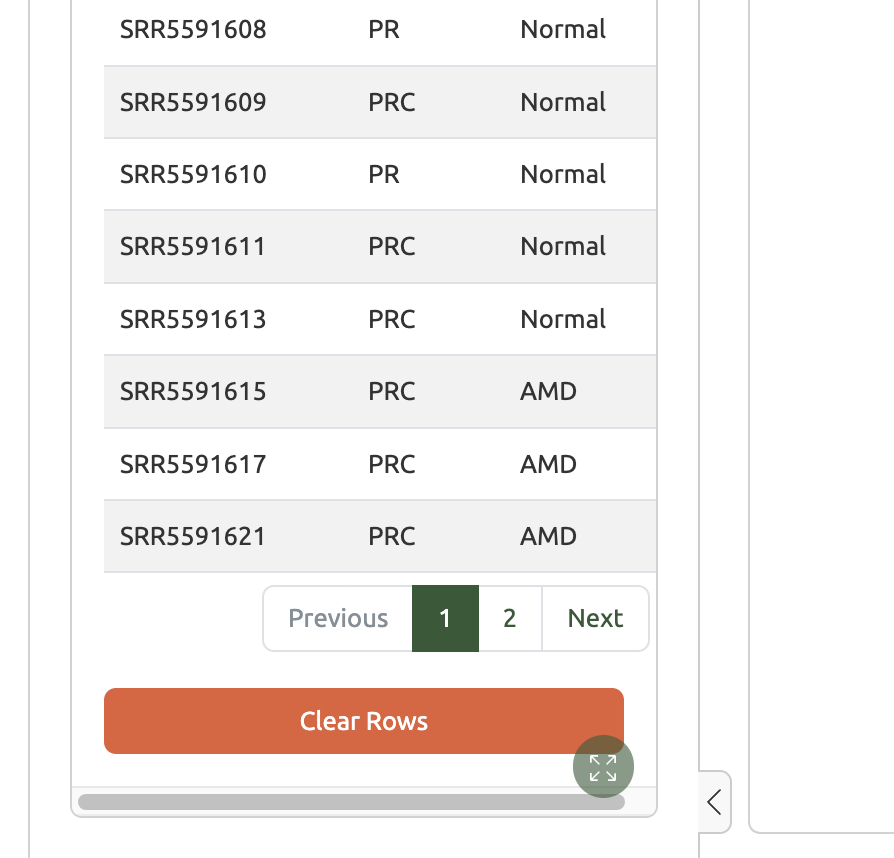 SRR5591608 PR Normal
SRR5591609 PRC Normal
SRR5591610 PR Normal
SRR5591611 PRC Normal
SRR5591613 PRC Normal
SRR5591615 PRC AMD
SRR5591617 PRC AMD
SRR5591621 PRC AMD
Previous 1 2 Next
Clear Rows